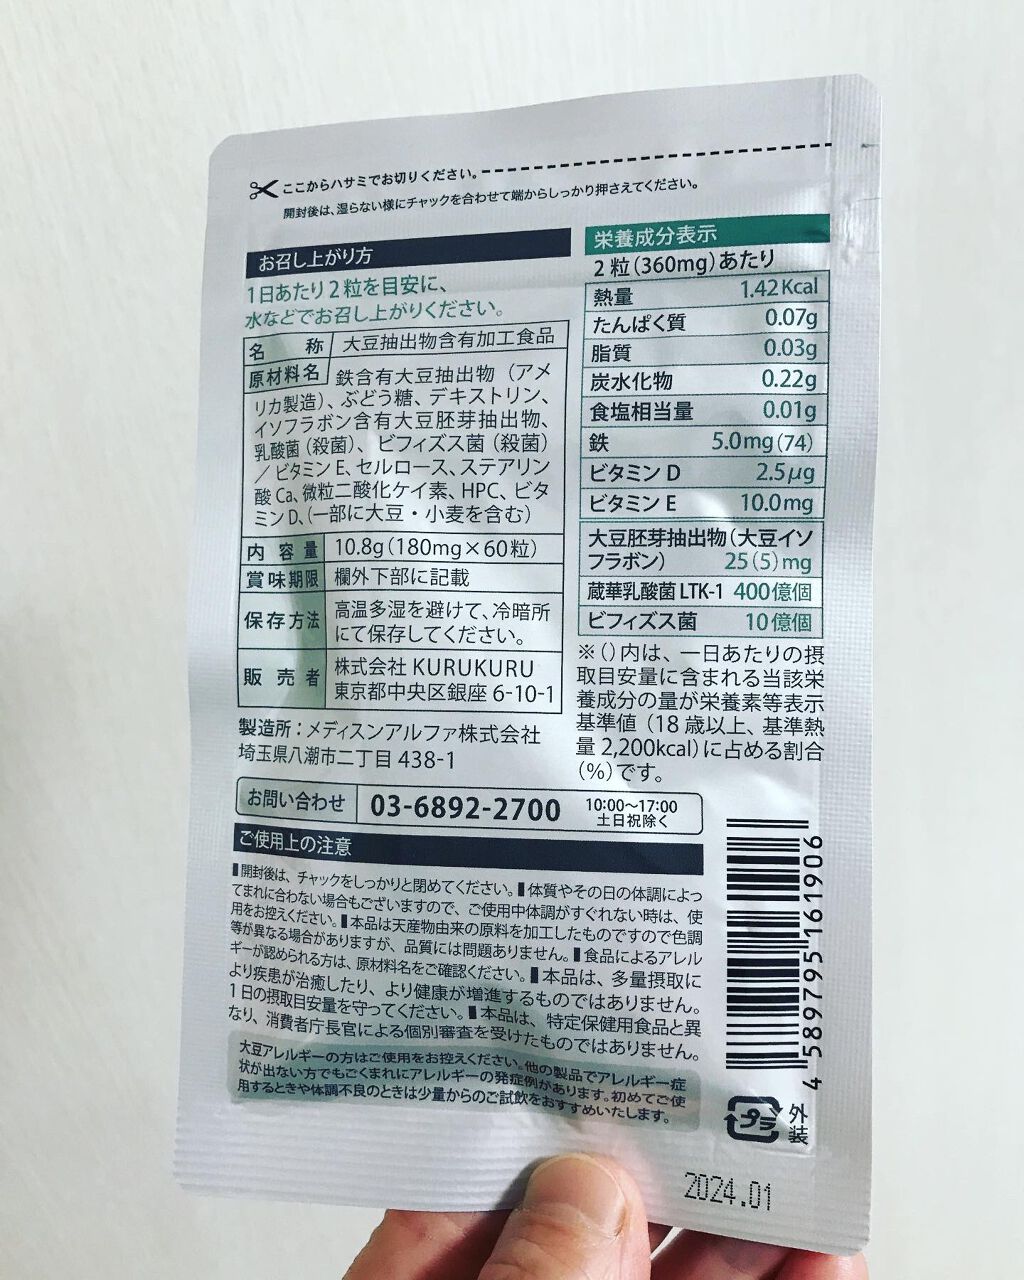 ここからハサミでお切りください。
開封後は、湿らない様にチャックを合わせて端からしっかり押さえてください。
お召し上がり方
1日あたり2粒を目安に、
水などでお召し上がりください。
名 称 大豆抽出物含有加工食品
原材料名 鉄含有大豆抽出物(アメ
リカ製造)、ぶどう糖、デキストリン、
イソフラボン含有大豆胚芽抽出物、
乳酸菌(殺菌)、ビフィズス菌(殺菌)
/ビタミンE、セルロース、ステアリン
酸Ca、微粒二酸化ケイ素、HPC、ビタ
ミンD、(一部に大豆・小麦を含む)
内 容 量 10.8g(180mg×60粒)
賞味期限 欄外下部に記載
保存方法 高温多湿を避けて、冷暗所
にて保存してください。
販 売 者 株式会社 KURUKURU
東京都中央区銀座 6-10-1
製造所:メディスンアルファ株式会社
埼玉県八潮市二丁目 438-1
栄養成分表示
2粒(360mg)あたり
熱量 1.42Kcal
たんぱく質 0.07g
脂質 0.03g
炭水化物 0.22g
食塩相当量 0.01g
鉄 5.0mg(74)
ビタミンD 2.5μg
ビタミンE 10.0mg
大豆胚芽抽出物(大豆イソ
フラボン) 25(5)mg
蔵華乳酸菌 LTK-1 400億個
ビフィズス菌 10億個
※()内は、一日あたりの摂
取目安量に含まれる当該栄
養成分の量が栄養素等表示
基準値(18歳以上、基準熱
量2,200kcal)に占める割合
(%)です。
お問い合わせ 03-6892-2700 10:00~17:00
土日祝除く
ご使用上の注意
▮開封後は、チャックをしっかりと閉めてください。▮体質やその日の体調によっ
てまれに合わない場合もございますので、ご使用中体調がすぐれない時は、使
用をお控えください。▮本品は天産物由来の原料を加工したものですので色調
等が異なる場合がありますが、品質には問題ありません。▮食品によるアレル
ギーが認められる方は、原材料名をご確認ください。▮本品は、多量摂取に
より疾患が治癒したり、より健康が増進するものではありません。
1日の摂取目安量を守ってください。▮本品は、特定保健用食品と異
なり、消費者庁長官による個別審査を受けたものではありません。
大豆アレルギーの方はご使用をお控えください。他の製品でアレルギー症
状が出ない方でもごくまれにアレルギーの発症例があります。初めてご使
用するときや体調不良のときは少量からのご試飲をおすすめいたします。
4 589795 161906
プラ
外装
2024.01